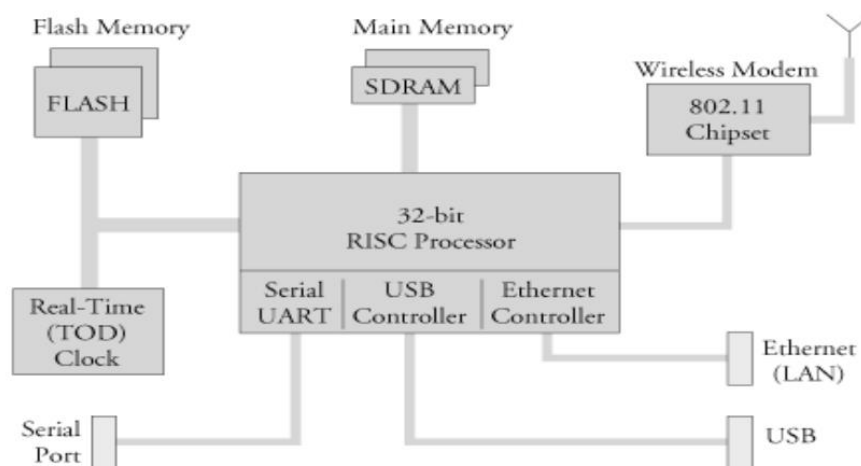 Flash Memory
FLASH
Main Memory
SDRAM
Wireless Modem
802.11
Chipset
32-bit
RISC Processor
Serial
UART
USB
Controller
Ethernet
Controller
Real-Time
(TOD)
Clock
Ethernet
(LAN)
Serial
Port
USB